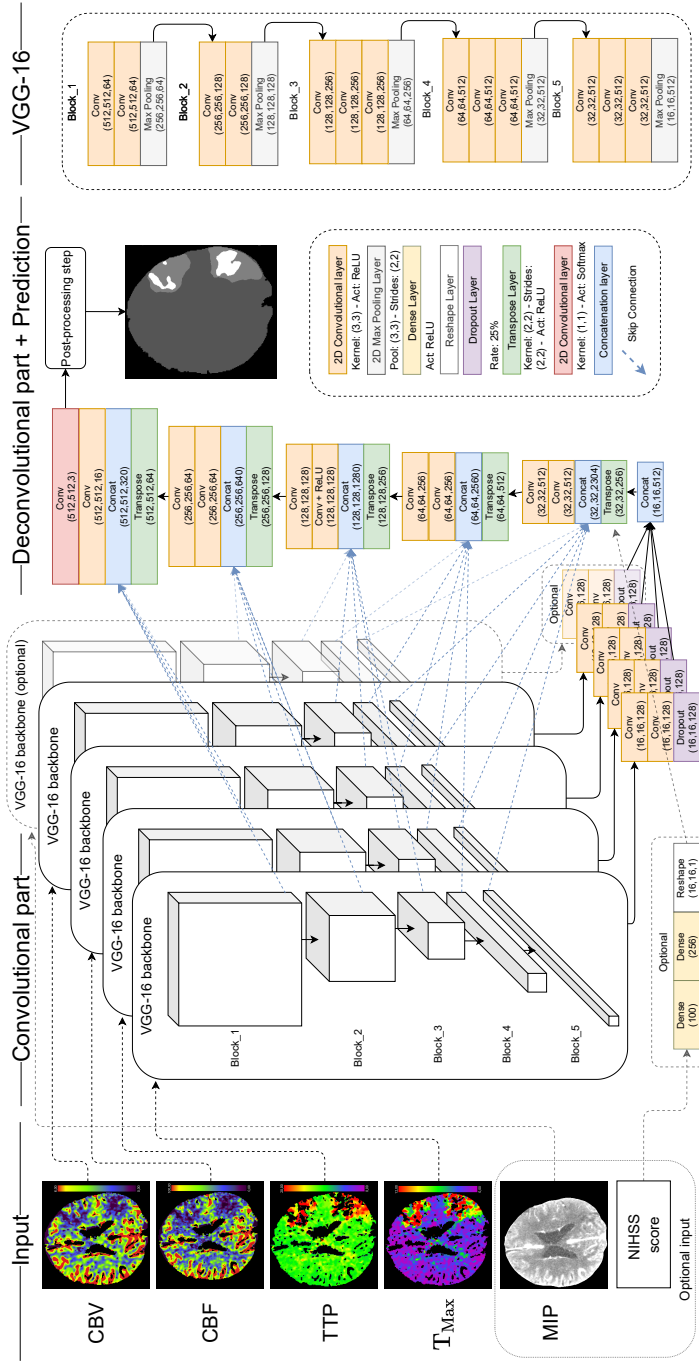 Input
Convolutional part
Deconvolutional part + Prediction
VGG-16
CBV
CBF
TTP
T_Max
MIP
NIHSS
score
Optional input
VGG-16 backbone (optional)
VGG-16 backbone
VGG-16 backbone
VGG-16 backbone
VGG-16 backbone
Block_1
Block_2
Block_3
Block_4
Block_5
Optional
Dense
(100)
Dense
(256)
Reshape
(16,16,1)
Optional
Conv
Conv
(16,16,128)
Conv
(16,16,128)
Dropout
(16,16,128)
Conv
(512,512,3)
Conv
(512,512,16)
Concat
(512,512,320)
Transpose
(512,512,64)
Conv
(256,256,64)
Conv
(256,256,64)
Concat
(256,256,640)
Transpose
(256,256,128)
Conv
(128,128,128)
Conv + ReLU
(128,128,128)
Concat
(128,128,1280)
Transpose
(128,128,256)
Conv
(64,64,256)
Conv
(64,64,256)
Concat
(64,64,2560)
Transpose
(64,64,512)
Conv
(32,32,512)
Conv
(32,32,512)
Concat
(32,32,2304)
Transpose
(32,32,256)
Concat
(16,16,512)
Post-processing step
2D Convolutional layer
Kernel: (3,3) - Act: ReLU
2D Max Pooling Layer
Pool: (3,3) - Strides: (2,2)
Dense Layer
Act: ReLU
Reshape Layer
Dropout Layer
Rate: 25%
Transpose Layer
Kernel: (2,2) - Strides:
(2,2) - Act: ReLU
2D Convolutional layer
Kernel: (1,1) - Act: Softmax
Concatenation layer
Skip Connection
Block_1
Conv
(512,512,64)
Conv
(512,512,64)
Max Pooling
(256,256,64)
Block_2
Conv
(256,256,128)
Conv
(256,256,128)
Max Pooling
(128,128,128)
Block_3
Conv
(128,128,256)
Conv
(128,128,256)
Conv
(128,128,256)
Max Pooling
(64,64,256)
Block_4
Conv
(64,64,512)
Conv
(64,64,512)
Conv
(64,64,512)
Max Pooling
(32,32,512)
Block_5
Conv
(32,32,512)
Conv
(32,32,512)
Conv
(32,32,512)
Max Pooling
(16,16,512)